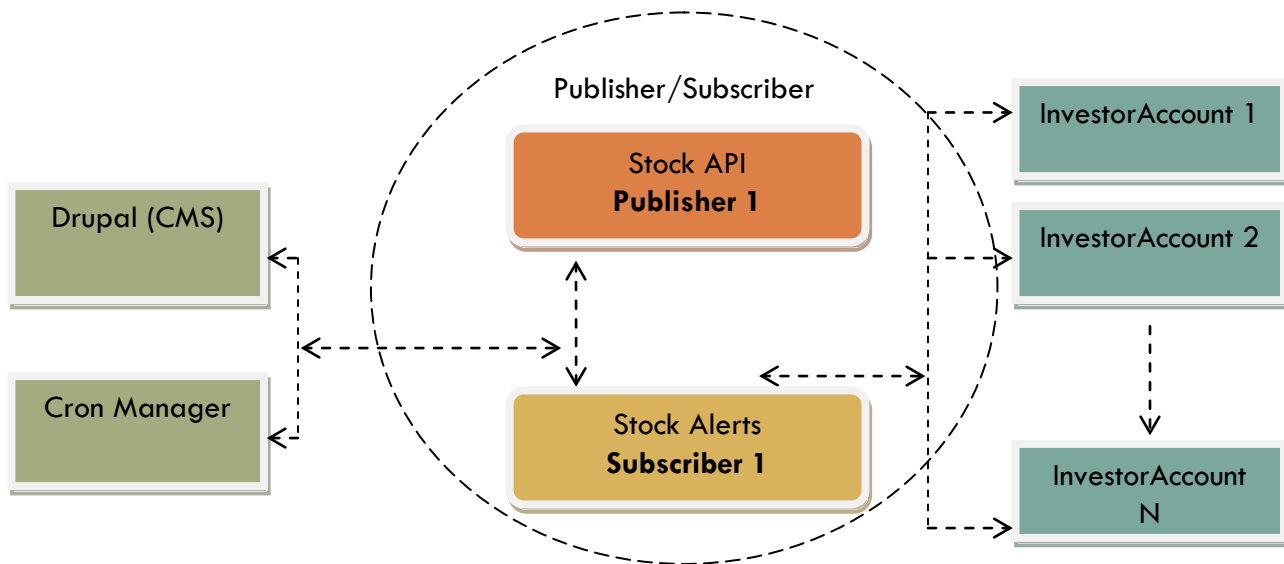 Publisher/Subscriber
Stock API
Publisher 1
Drupal (CMS)
Cron Manager
Stock Alerts
Subscriber 1
InvestorAccount 1
InvestorAccount 2
InvestorAccount
N